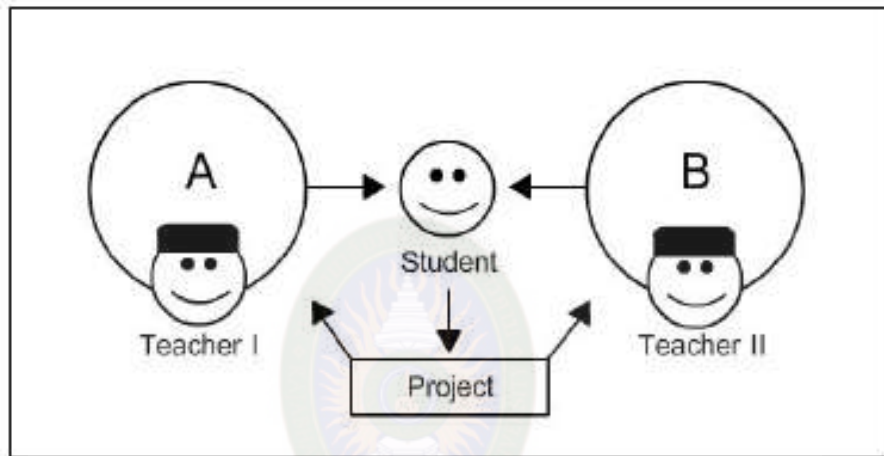 A
B
Student
Teacher I
Teacher II
Project